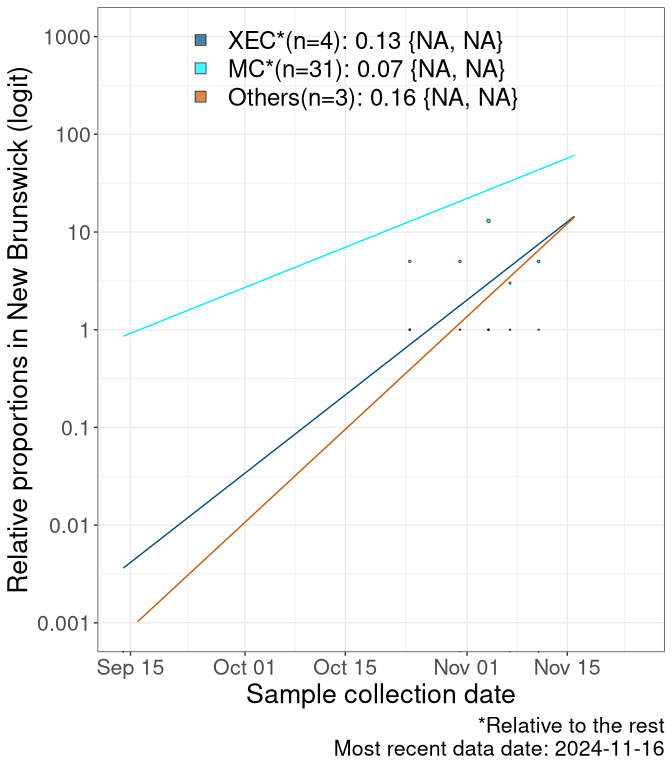 XEC*(n=4): 0.13 {NA, NA}
MC*(n=31): 0.07 {NA, NA}
Others(n=3): 0.16 {NA, NA}
Relative proportions in New Brunswick (logit)
1000
100
10
1
0.1
0.01
0.001
Sep 15 Oct 01 Oct 15 Nov 01 Nov 15
Sample collection date
*Relative to the rest
Most recent data date: 2024-11-16